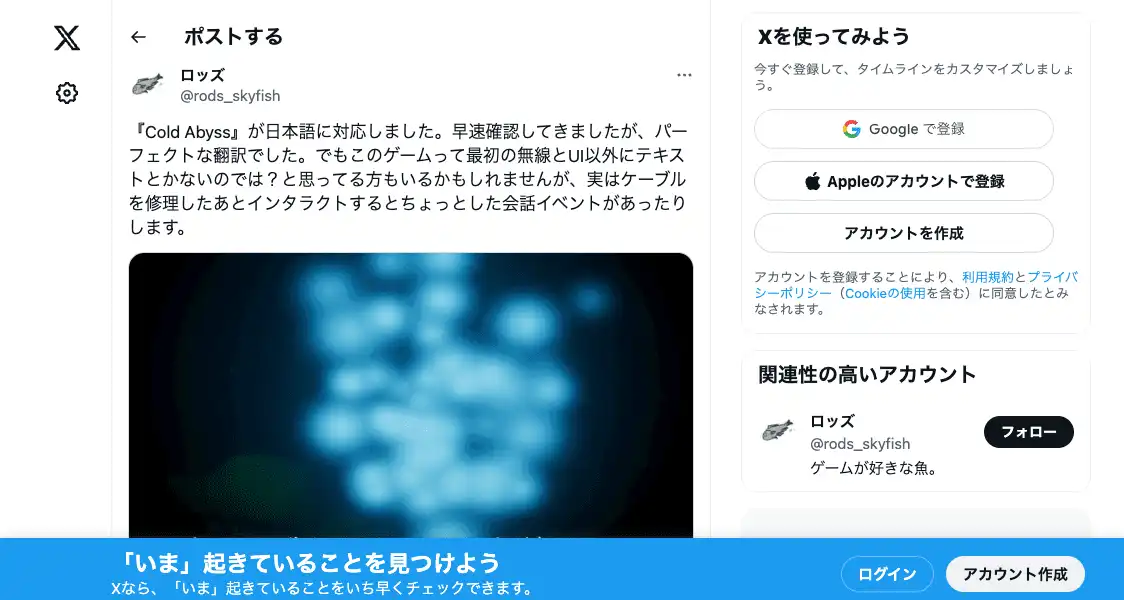 ポストする
ロッズ
@rods_skyfish
『Cold Abyss』が日本語に対応しました。早速確認してきましたが、パー
フェクトな翻訳でした。でもこのゲームって最初の無線とUI以外にテキス
トとかないのでは？と思ってる方もいるかもしれませんが、実はケーブル
を修理したあとインタラクトするとちょっとした会話イベントがあったり
します。
Xを使ってみよう
今すぐ登録して、タイムラインをカスタマイズしましょ
う。
Google で登録
Appleのアカウントで登録
アカウントを作成
アカウントを登録することにより、利用規約とプライバ
シーポリシー（Cookieの使用を含む）に同意したとみ
なされます。
関連性の高いアカウント
ロッズ
@rods_skyfish
フォロー
ゲームが好きな魚。
「いま」起きていることを見つけよう
Xなら、「いま」起きていることをいち早くチェックできます。
ログイン
アカウント作成